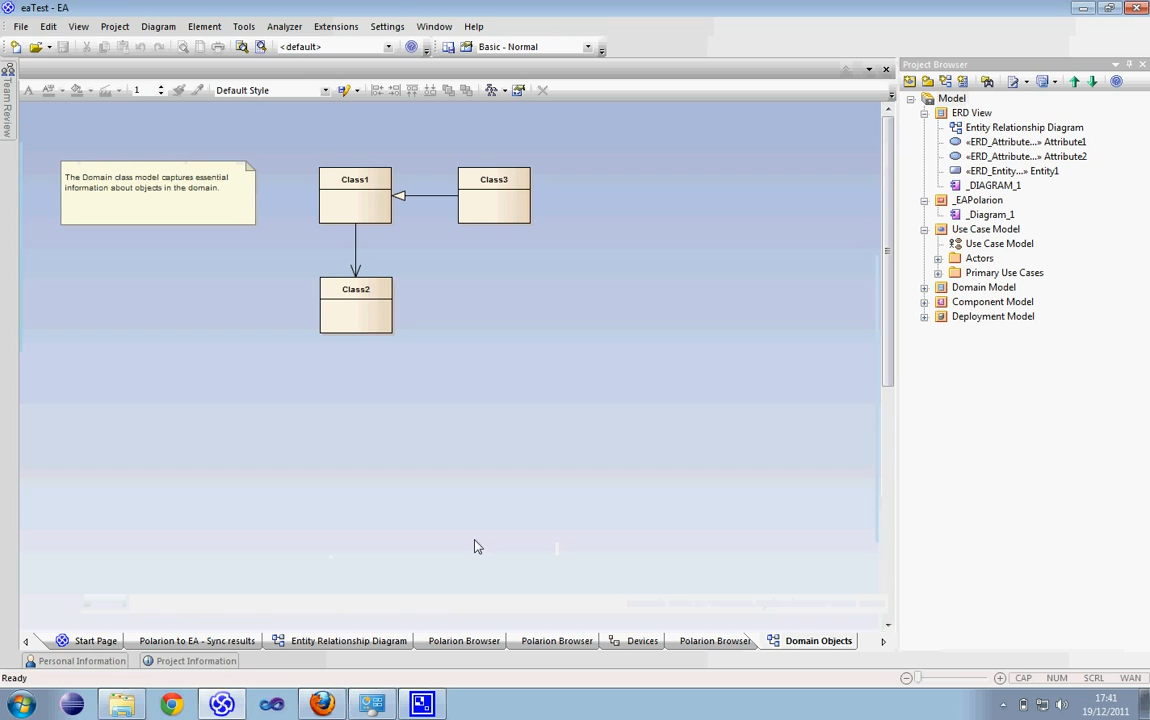 eaTest - EA
File Edit View Project Diagram Element Tools Analyzer Extensions Settings Window Help
<default>
Basic - Normal
Project Browser
Team Review
1
Default Style
Model
ERD View
Entity Relationship Diagram
«ERD_Attribute...» Attribute1
«ERD_Attribute...» Attribute2
«ERD_Entity...» Entity1
_DIAGRAM_1
_EAPolarion
_Diagram_1
Use Case Model
Use Case Model
Actors
Primary Use Cases
Domain Model
Component Model
Deployment Model
The Domain class model captures essential
information about objects in the domain.
Class1
Class3
Class2
Start Page Polarion to EA - Sync results Entity Relationship Diagram Polarion Browser Polarion Browser Devices Polarion Browser Domain Objects
Personal Information Project Information
Ready
CAP NUM SCRL WAN
17:41
19/12/2011